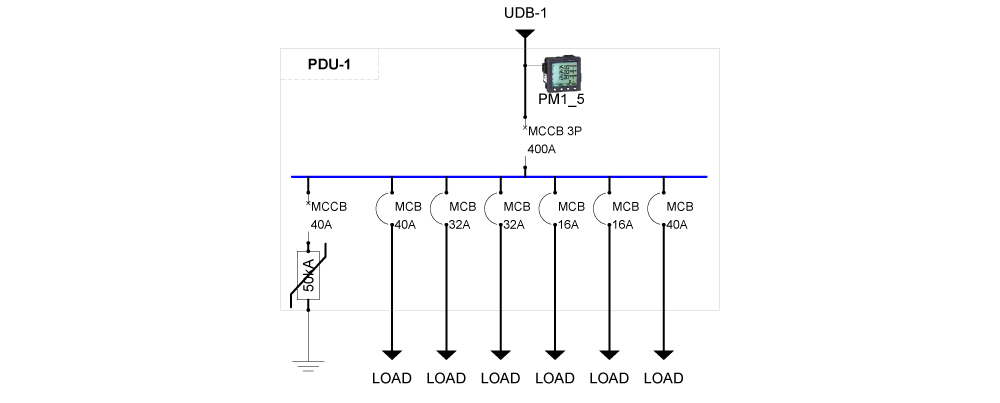 UDB-1
PDU-1
PM1_5
MCCB 3P
400A
MCCB
40A
MCB
40A
MCB
32A
MCB
32A
MCB
16A
MCB
16A
MCB
40A
50kA
LOAD LOAD LOAD LOAD LOAD LOAD